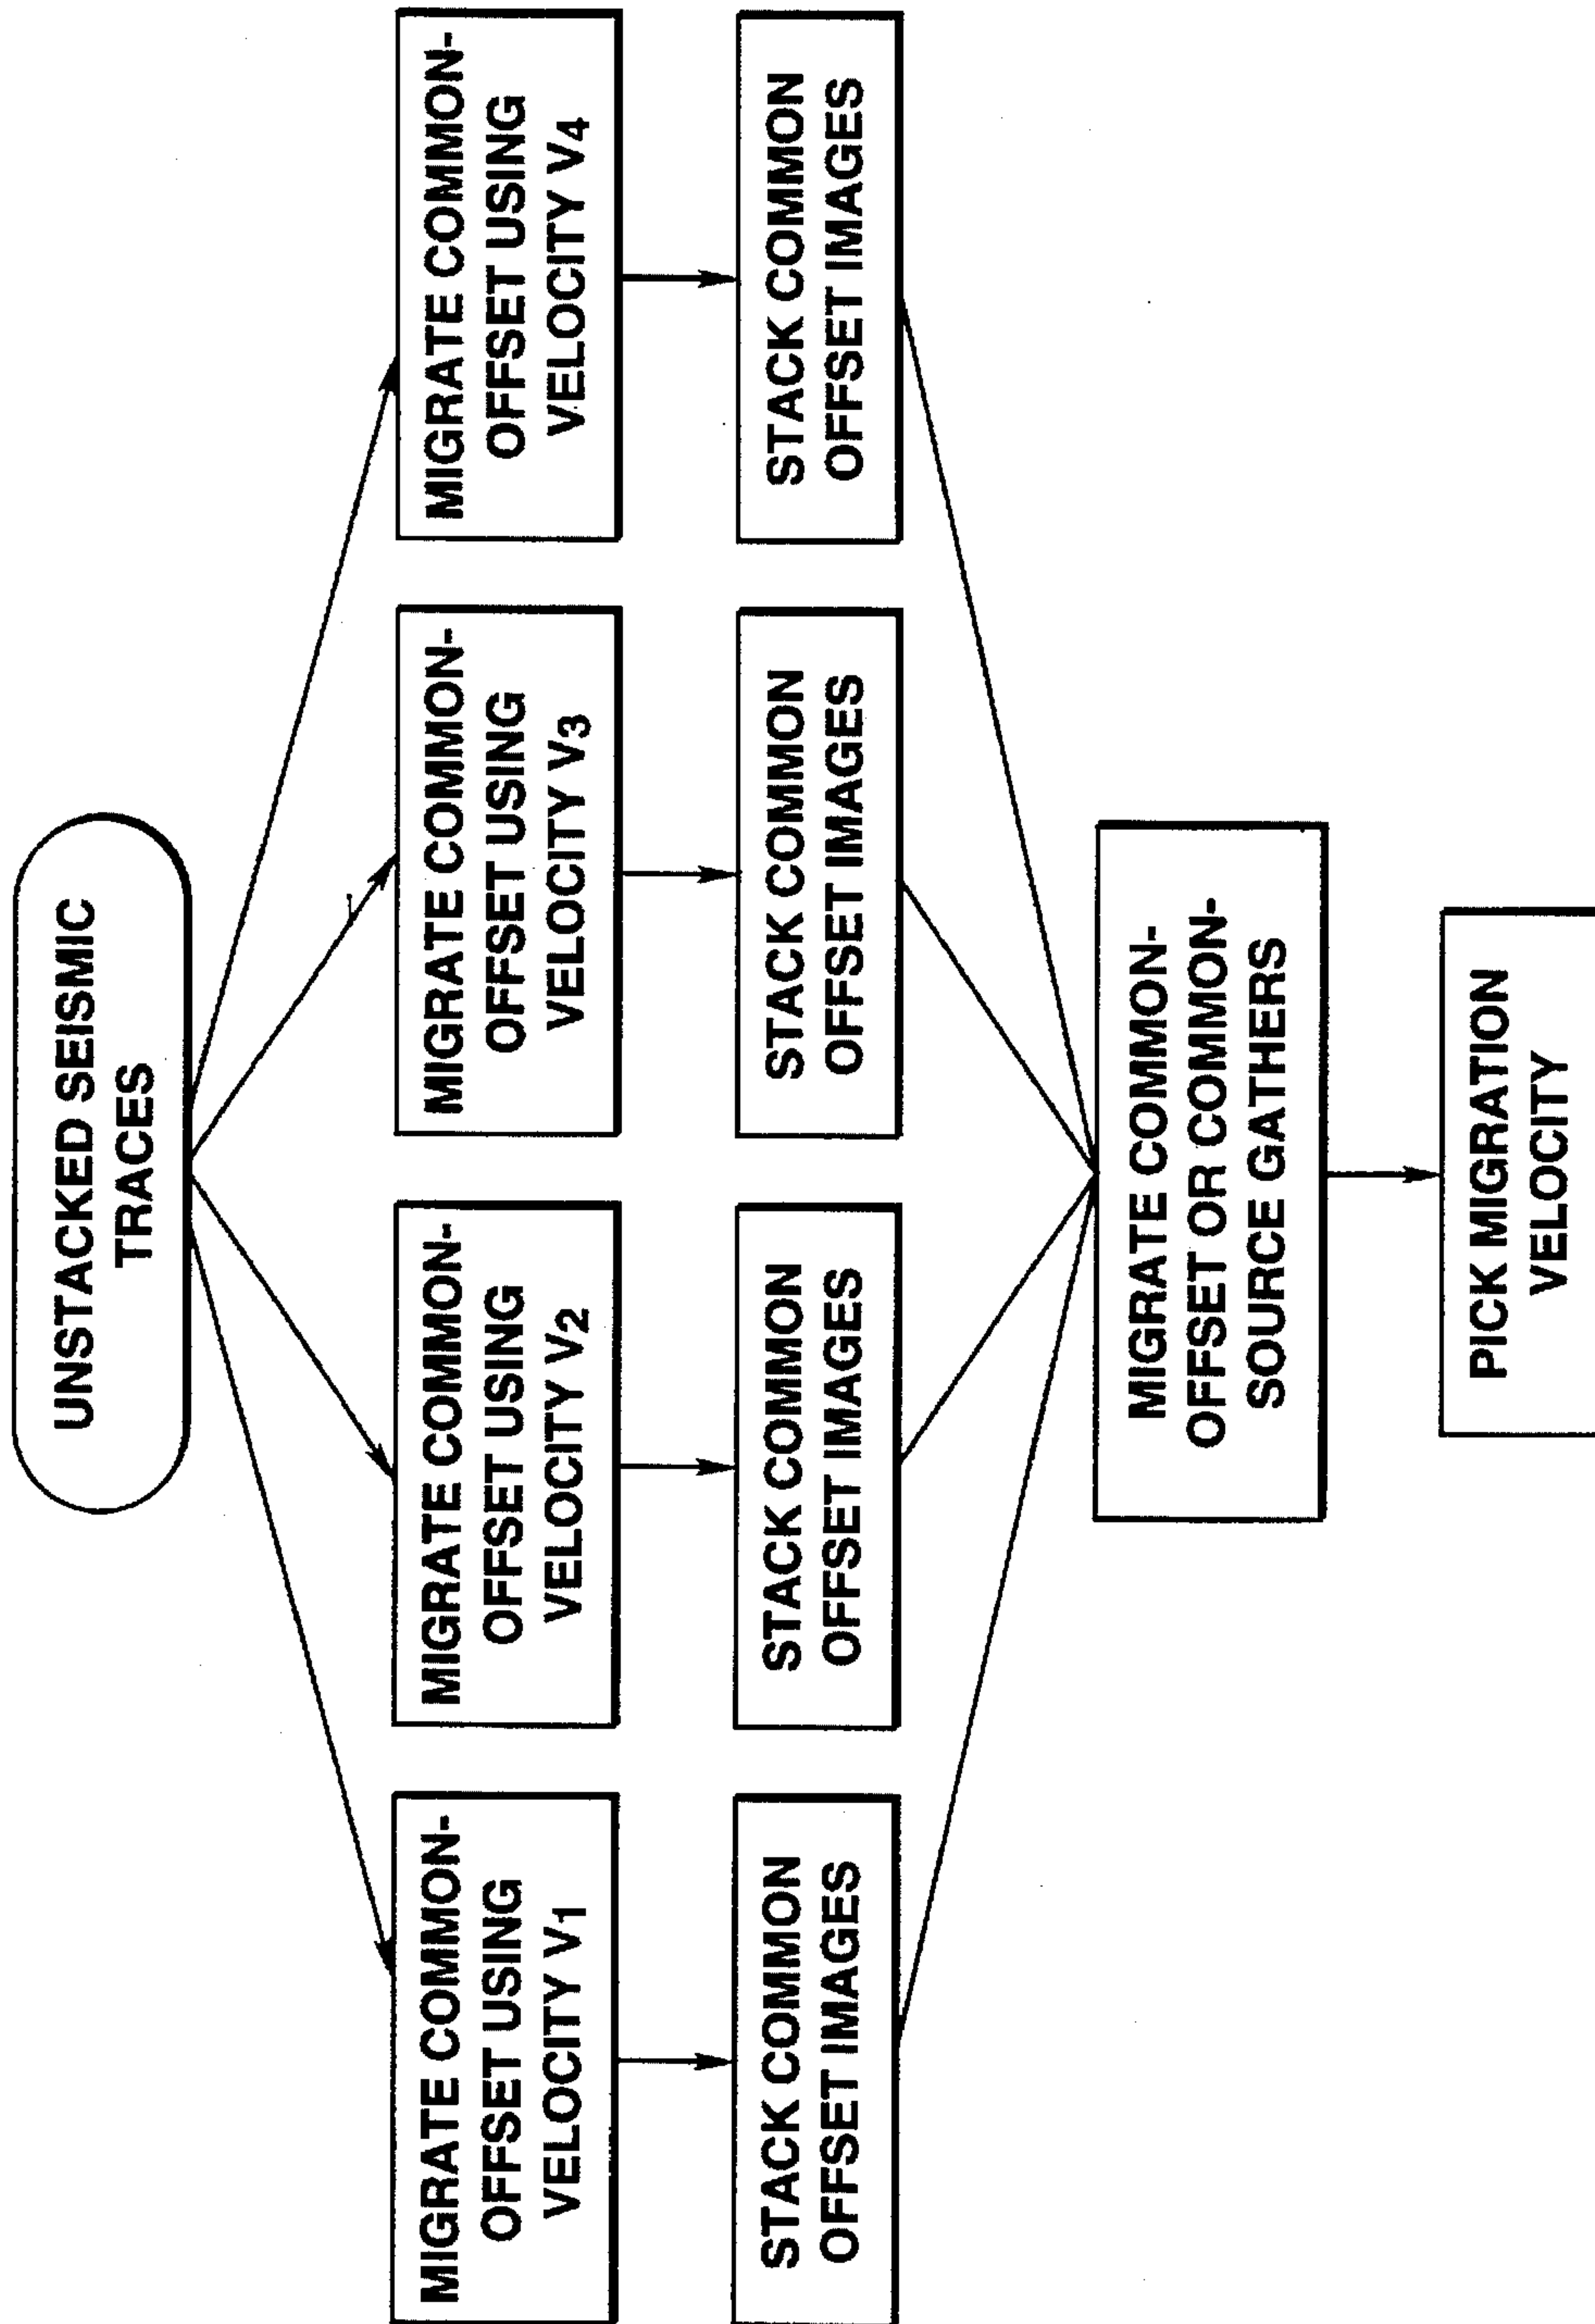 UNSTACKED SEISMIC
TRACES
MIGRATE COMMON-
OFFSET USING
VELOCITY V1
MIGRATE COMMON-
OFFSET USING
VELOCITY V2
MIGRATE COMMON-
OFFSET USING
VELOCITY V3
MIGRATE COMMON-
OFFSET USING
VELOCITY V4
STACK COMMON
OFFSET IMAGES
STACK COMMON
OFFSET IMAGES
STACK COMMON
OFFSET IMAGES
STACK COMMON
OFFSET IMAGES
MIGRATE COMMON-
OFFSET OR COMMON-
SOURCE GATHERS
PICK MIGRATION
VELOCITY